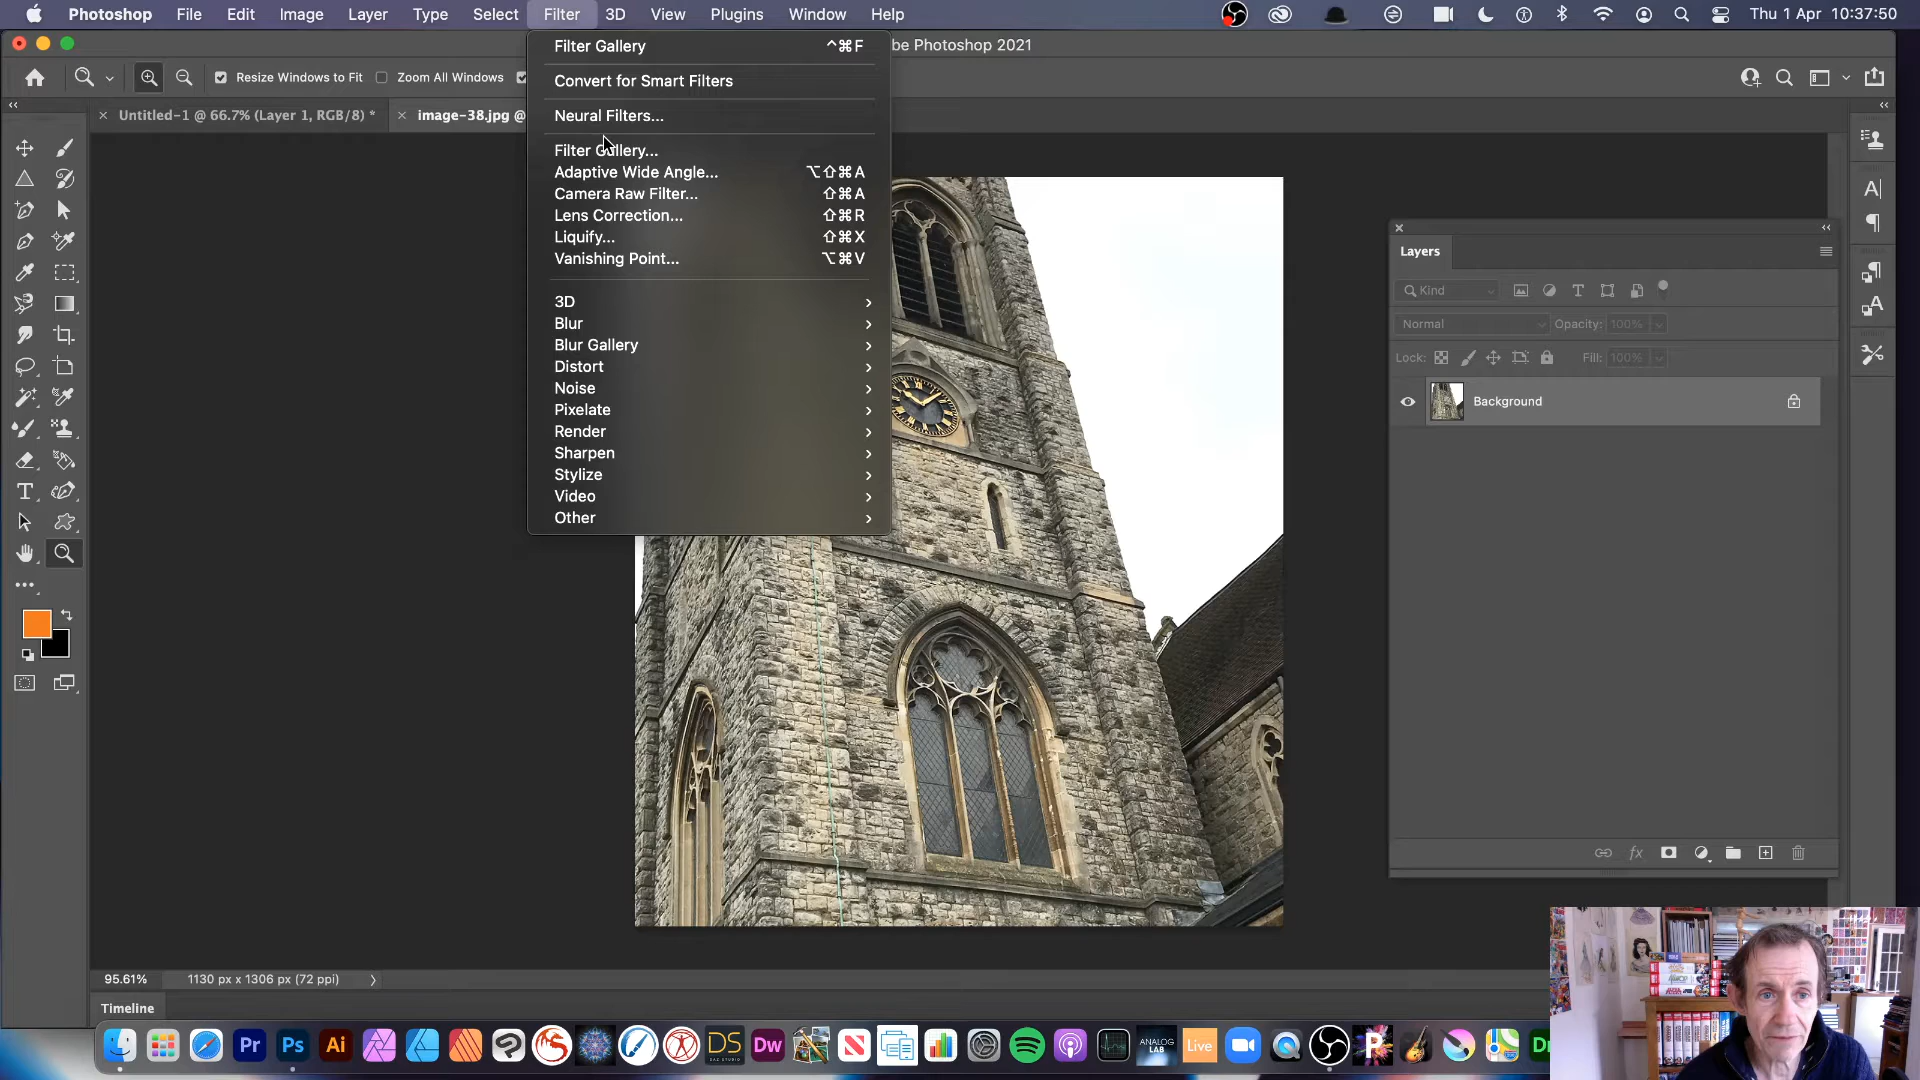 Photoshop File Edit Image Layer Type Select Filter 3D View Plugins Window Help Thu 1 Apr 10:37:50
be Photoshop 2021
Resize Windows to Fit Zoom All Windows
Untitled-1 @ 66.7% (Layer 1, RGB/8) * image-38.jpg @
Filter Gallery ^⌘F
Convert for Smart Filters
Neural Filters...
Filter Gallery...
Adaptive Wide Angle... ⌥⇧⌘A
Camera Raw Filter... ⇧⌘A
Lens Correction... ⇧⌘R
Liquify... ⇧⌘X
Vanishing Point... ⌥⌘V
3D
Blur
Blur Gallery
Distort
Noise
Pixelate
Render
Sharpen
Stylize
Video
Other
Layers
Kind
Normal Opacity: 100%
Lock: Fill: 100%
Background
95.61% 1130 px x 1306 px (72 ppi)
Timeline
Pr Ps Ai DS Dw ANALOG LAB Live P Dn